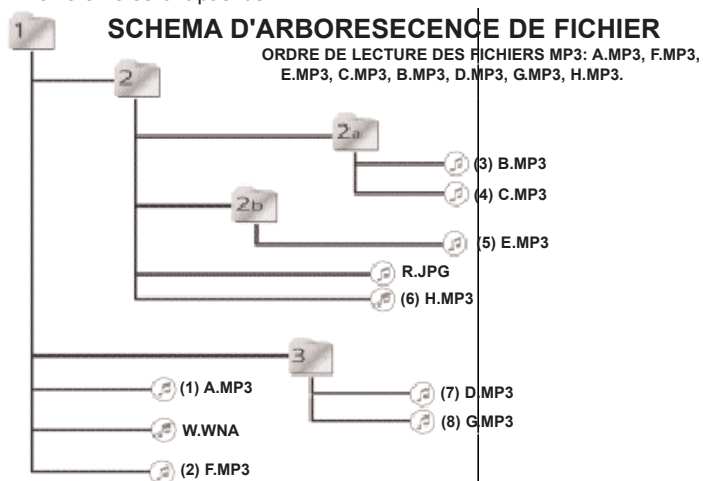 SCHEMA D'ARBORESECENCE DE FICHIER
ORDRE DE LECTURE DES FICHIERS MP3: A.MP3, F.MP3,
E.MP3, C.MP3, B.MP3, D.MP3, G.MP3, H.MP3.
1
2
2a
(3) B.MP3
(4) C.MP3
2b
(5) E.MP3
R.JPG
(6) H.MP3
3
(1) A.MP3
(7) D.MP3
W.WNA
(8) G.MP3
(2) F.MP3